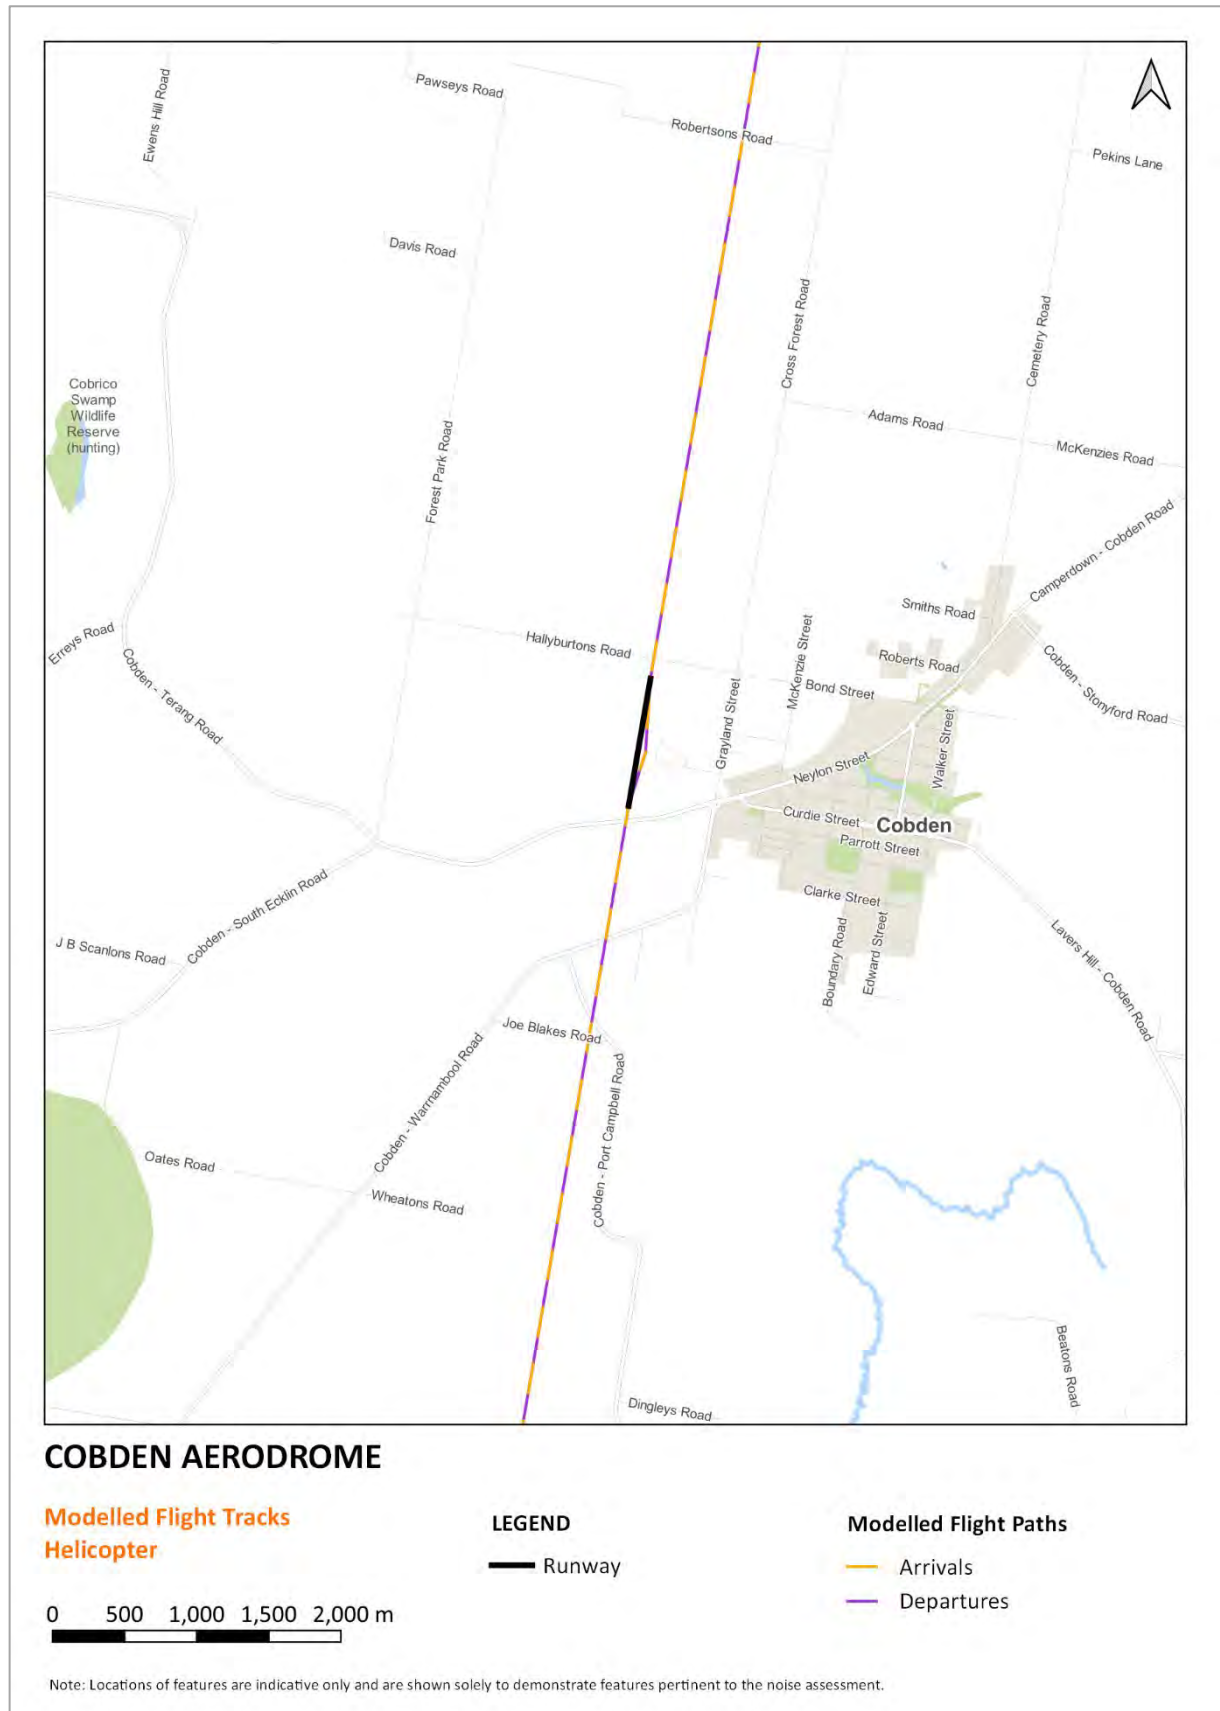 Pawseys Road
Ewens Hill Road
Robertsons Road
Pekins Lane
Davis Road
Cross Forest Road
Cemetery Road
Cobrico
Swamp
Wildlife
Reserve
(hunting)
Adams Road
McKenzies Road
Forest Park Road
Camperdown - Cobden Road
Smiths Road
Erreys Road
Hallyburtons Road
McKenzie Street
Roberts Road
Cobden - Stonyford Road
Cobden - Terang Road
Bond Street
Grayland Street
Walker Street
Neylon Street
Curdie Street
Cobden
Parrott Street
Clarke Street
Cobden - South Ecklin Road
J B Scanlons Road
Boundary Road
Edward Street
Lavers Hill - Cobden Road
Joe Blakes Road
Cobden - Warrnambool Road
Cobden - Port Campbell Road
Oates Road
Wheatons Road
Beatons Road
Dingleys Road
COBDEN AERODROME
Modelled Flight Tracks
Helicopter
LEGEND
Runway
Modelled Flight Paths
Arrivals
Departures
0 500 1,000 1,500 2,000 m
Note: Locations of features are indicative only and are shown solely to demonstrate features pertinent to the noise assessment.